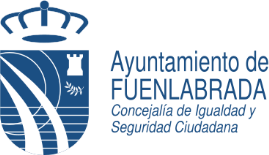 Ayuntamiento de
FUENLABRADA
Concejalía de Igualdad y
Seguridad Ciudadana